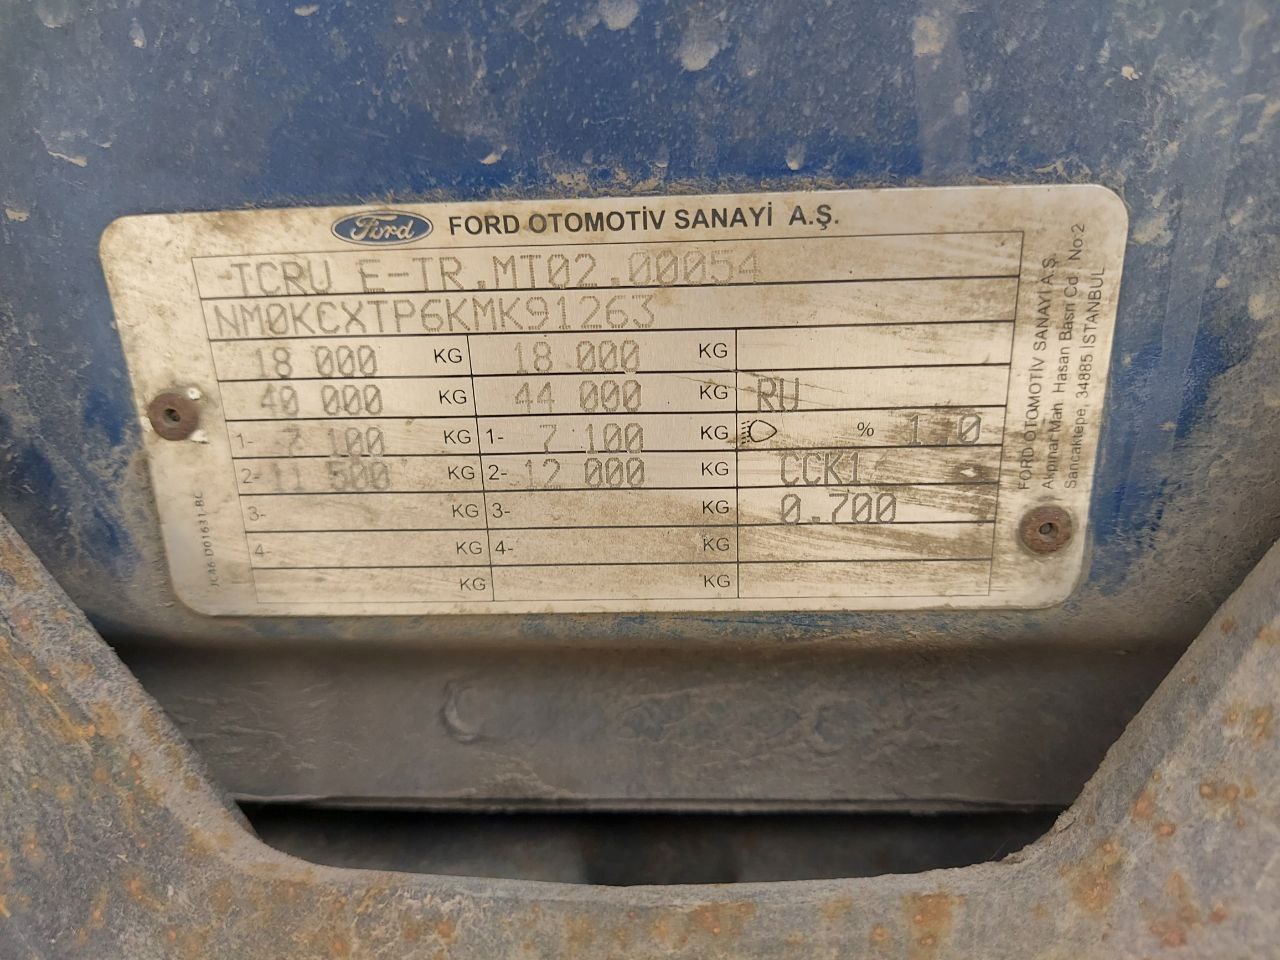 Ford FORD OTOMOTİV SANAYİ A.Ş.
-TCRU E-TR.MT02.00054
NM0KCXTP6KMK91263
18 000 KG 18 000 KG
40 000 KG 44 000 KG RU
1- 7 100 KG 1- 7 100 KG % 1.0
2- 11 500 KG 2- 12 000 KG CCK1
3- KG 3- KG 0.700
4- KG 4- KG
KG KG
FORD OTOMOTİV SANAYİ A.Ş.
Akpınar Mah. Hasan Basri Cd. No:2
Sancaktepe, 34885 İSTANBUL
JC46-D01631-BC